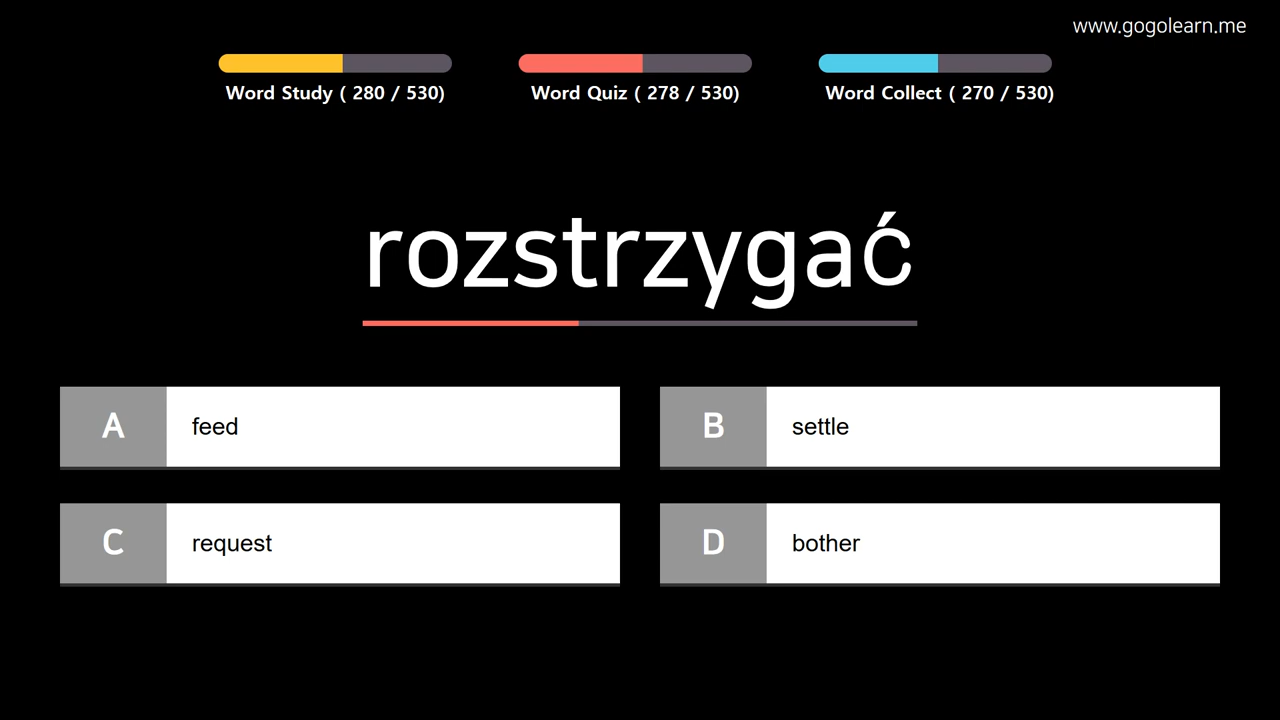 www.gogolearn.me
Word Study ( 280 / 530)
Word Quiz ( 278 / 530)
Word Collect ( 270 / 530)
rozstrzygać
A feed
B settle
C request
D bother